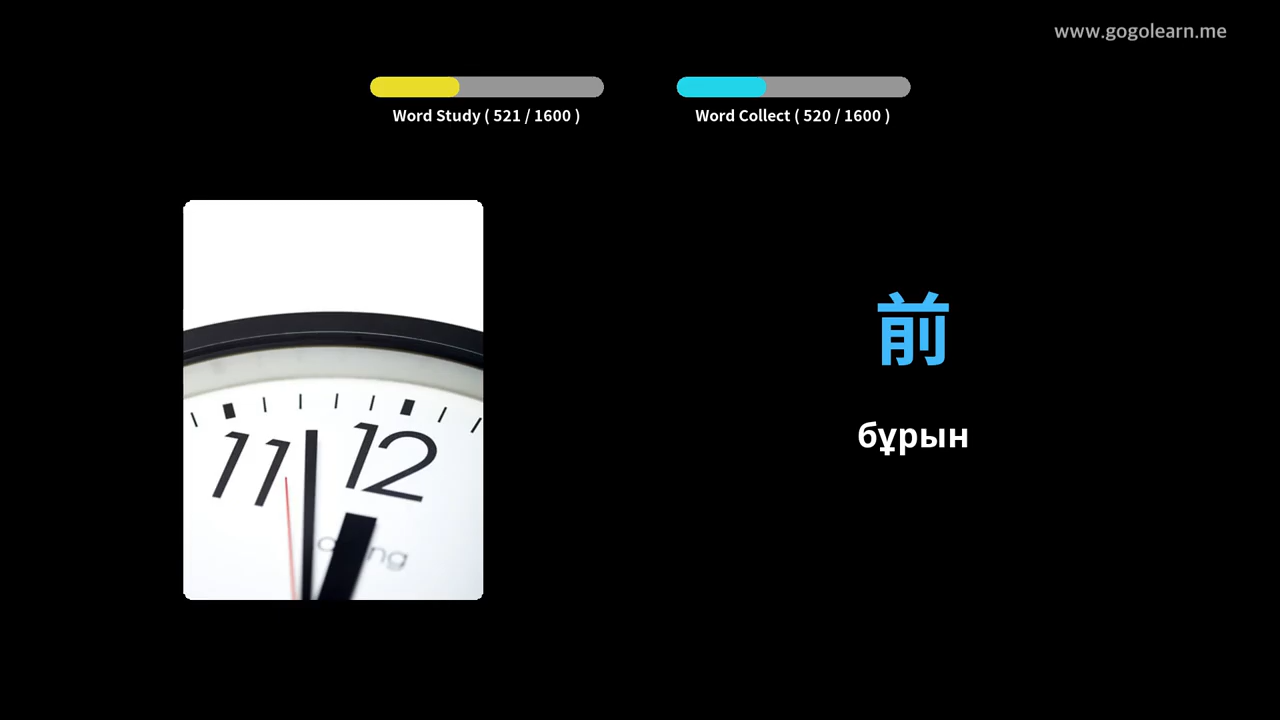 www.gogolearn.me
Word Study ( 521 / 1600 )
Word Collect ( 520 / 1600 )
11 12
前
бұрын